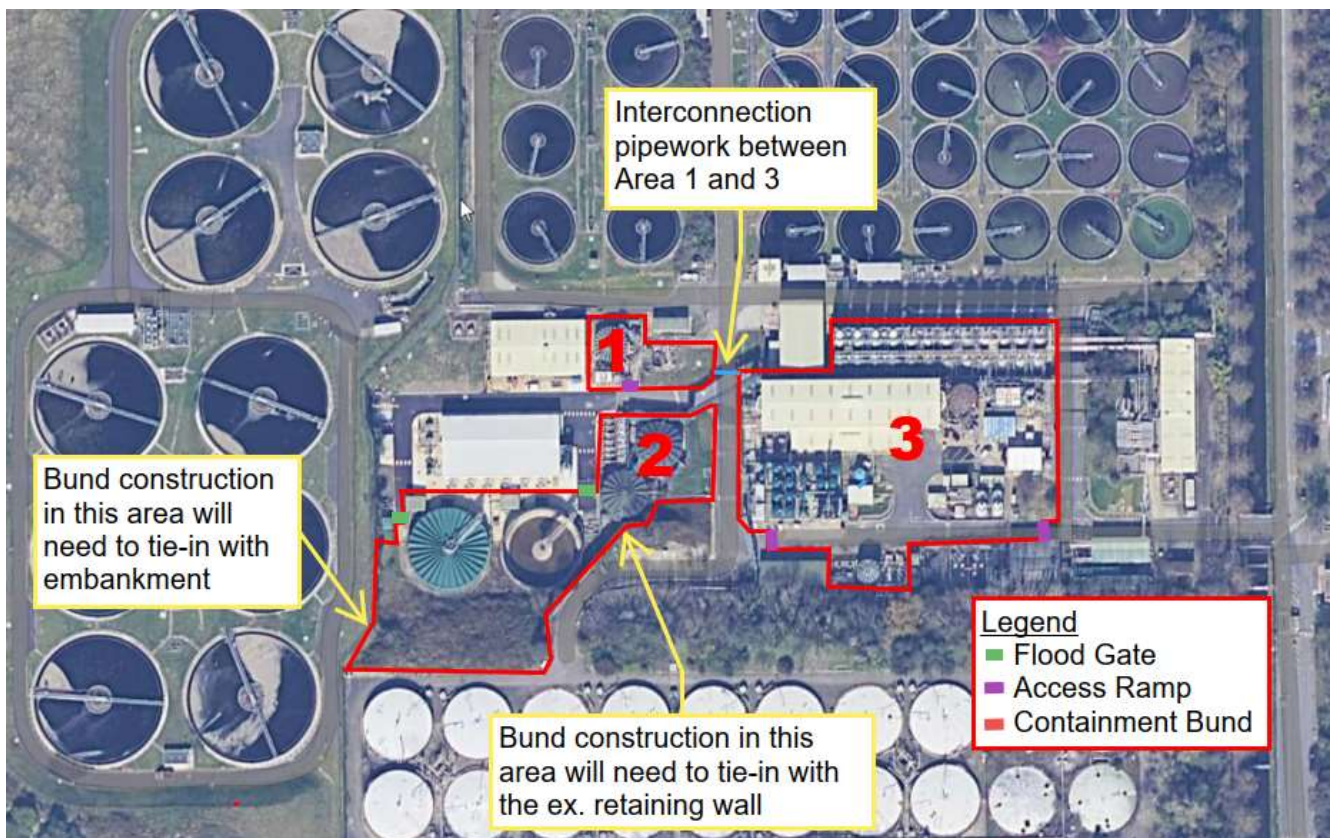 Interconnection
pipework between
Area 1 and 3
1
2
3
Bund construction
in this area will
need to tie-in with
embankment
Bund construction in this
area will need to tie-in with
the ex. retaining wall
Legend
Flood Gate
Access Ramp
Containment Bund